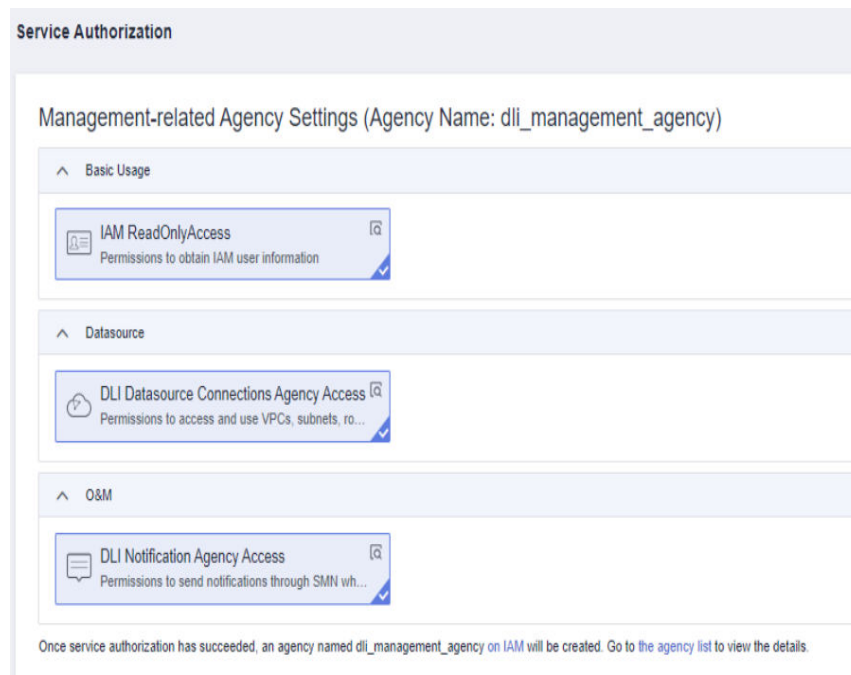 Service Authorization
Management-related Agency Settings (Agency Name: dli_management_agency)
Basic Usage
IAM ReadOnlyAccess
Permissions to obtain IAM user information
Datasource
DLI Datasource Connections Agency Access
Permissions to access and use VPCs, subnets, ro...
O&M
DLI Notification Agency Access
Permissions to send notifications through SMN wh...
Once service authorization has succeeded, an agency named dli_management_agency on IAM will be created. Go to the agency list to view the details.